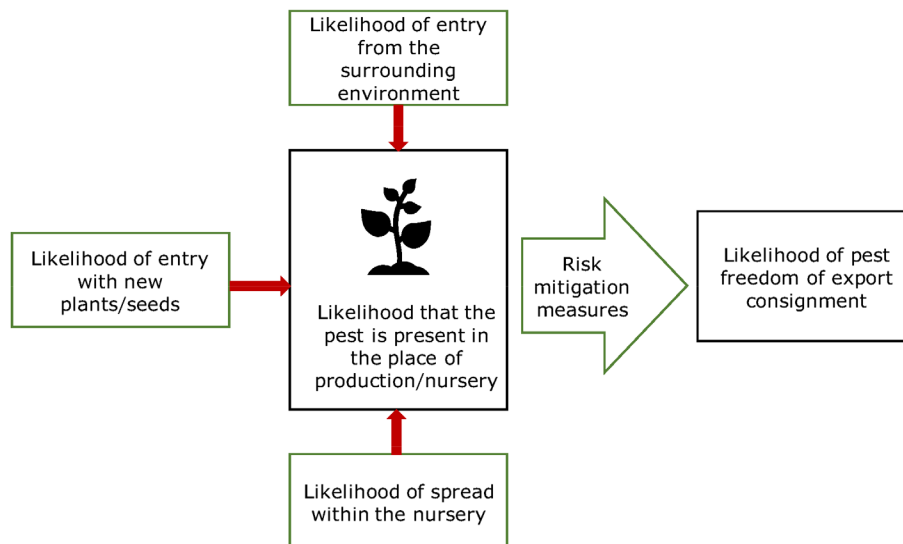 Likelihood of entry
from the
surrounding
environment
Likelihood of entry
with new
plants/seeds
Likelihood that the
pest is present in
the place of
production/nursery
Risk
mitigation
measures
Likelihood of pest
freedom of export
consignment
Likelihood of spread
within the nursery